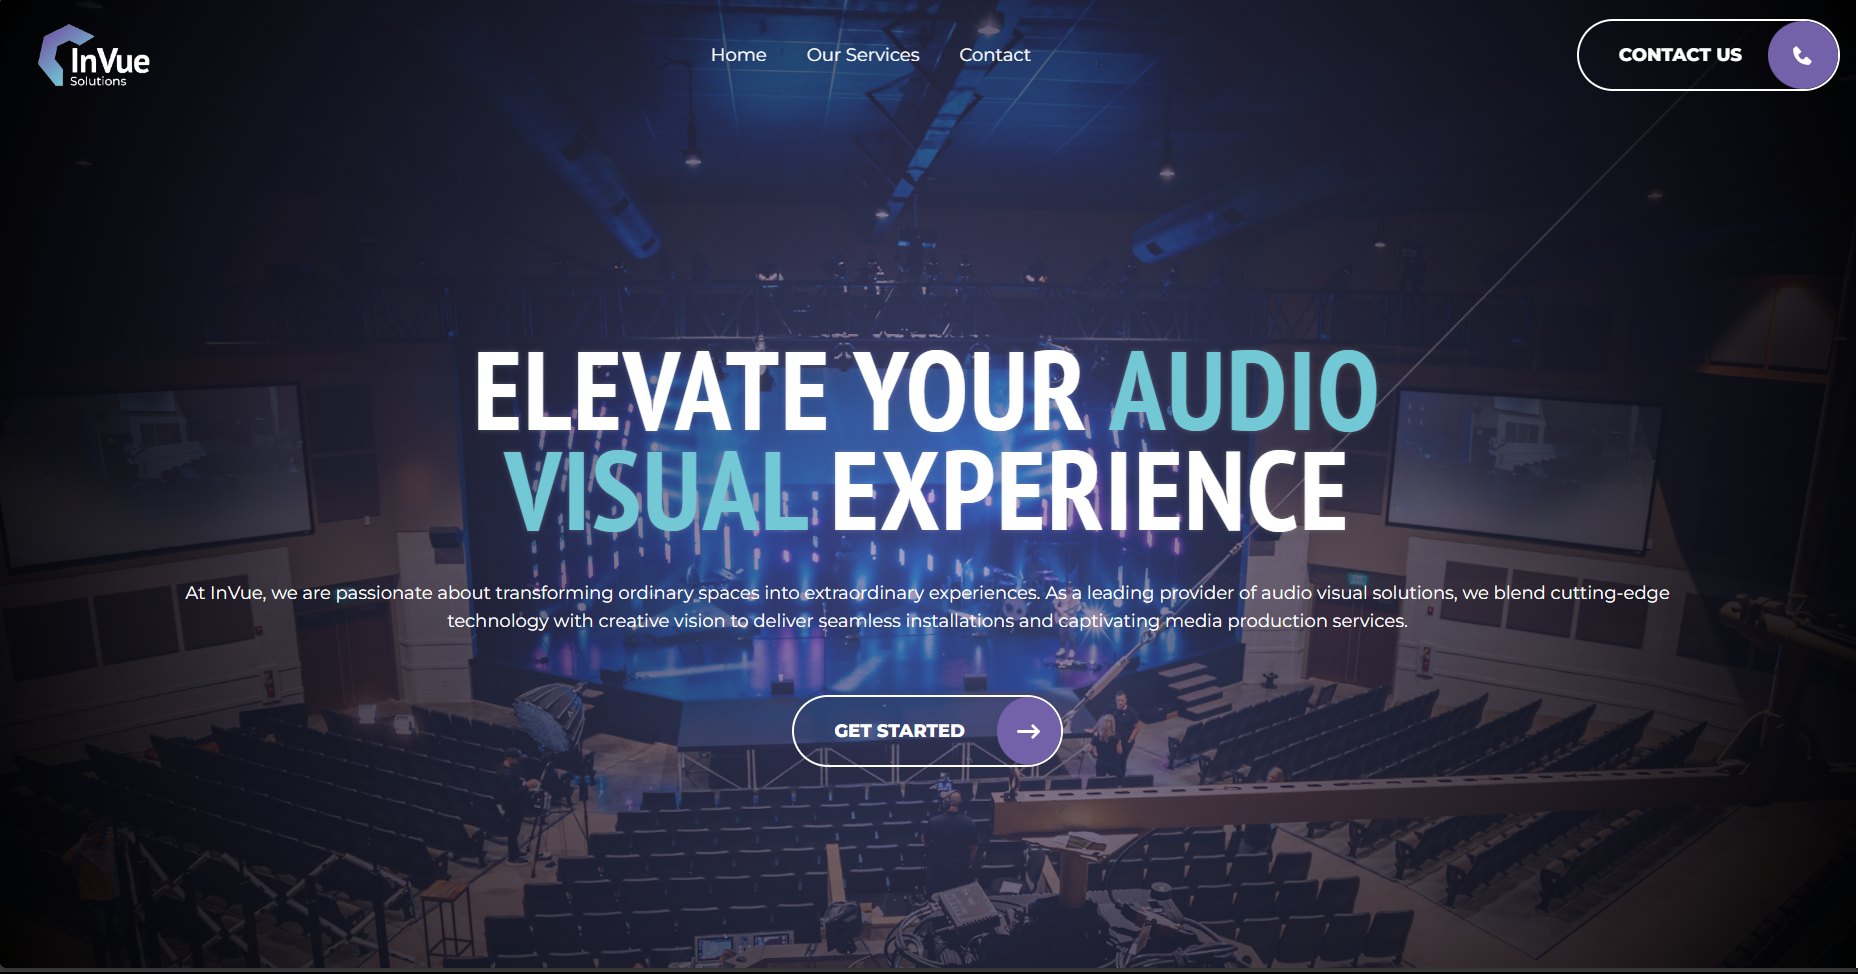 InVue
Solutions
Home
Our Services
Contact
CONTACT US
ELEVATE YOUR AUDIO
VISUAL EXPERIENCE
At InVue, we are passionate about transforming ordinary spaces into extraordinary experiences. As a leading provider of audio visual solutions, we blend cutting-edge
technology with creative vision to deliver seamless installations and captivating media production services.
GET STARTED